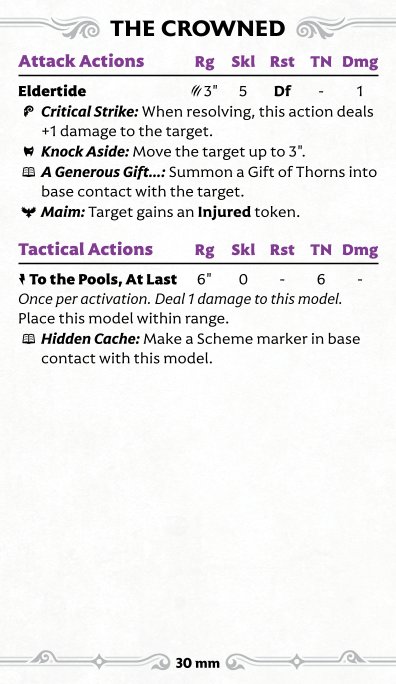 THE CROWNED
Attack Actions Rg Skl Rst TN Dmg
Eldertide 3" 5 Df - 1
Critical Strike: When resolving, this action deals
+1 damage to the target.
Knock Aside: Move the target up to 3".
A Generous Gift...: Summon a Gift of Thorns into
base contact with the target.
Maim: Target gains an Injured token.
Tactical Actions Rg Skl Rst TN Dmg
To the Pools, At Last 6" 0 - 6 -
Once per activation. Deal 1 damage to this model.
Place this model within range.
Hidden Cache: Make a Scheme marker in base
contact with this model.
30 mm